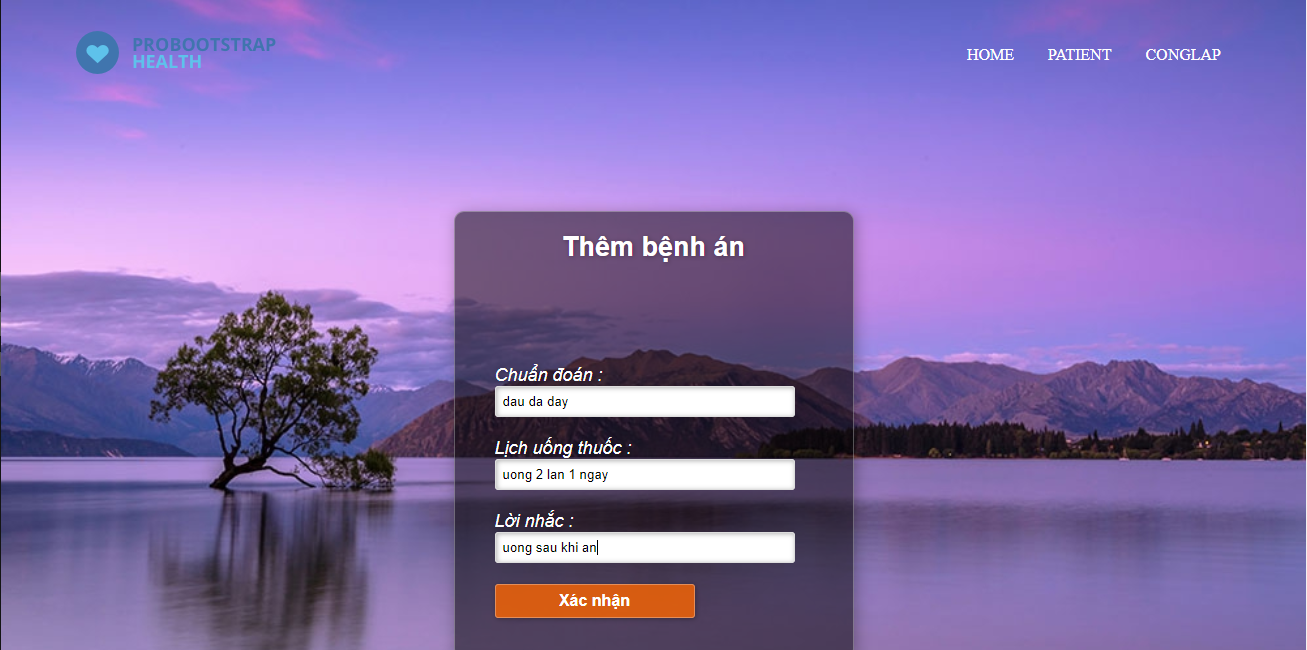 PROBOOTSTRAP
HEALTH
HOME PATIENT CONGLAP
Thêm bệnh án
Chuẩn đoán :
dau da day
Lịch uống thuốc :
uong 2 lan 1 ngay
Lời nhắc :
uong sau khi an
Xác nhận